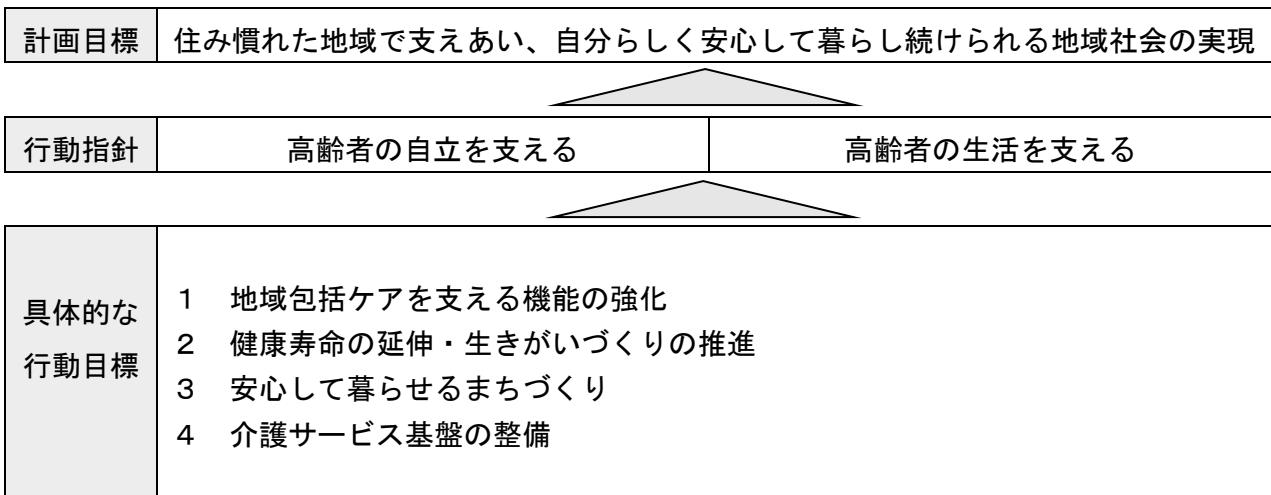 計画目標 住み慣れた地域で支えあい、自分らしく安心して暮らし続けられる地域社会の実現
行動指針 高齢者の自立を支える 高齢者の生活を支える
具体的な
行動目標
１ 地域包括ケアを支える機能の強化
２ 健康寿命の延伸・生きがいづくりの推進
３ 安心して暮らせるまちづくり
４ 介護サービス基盤の整備